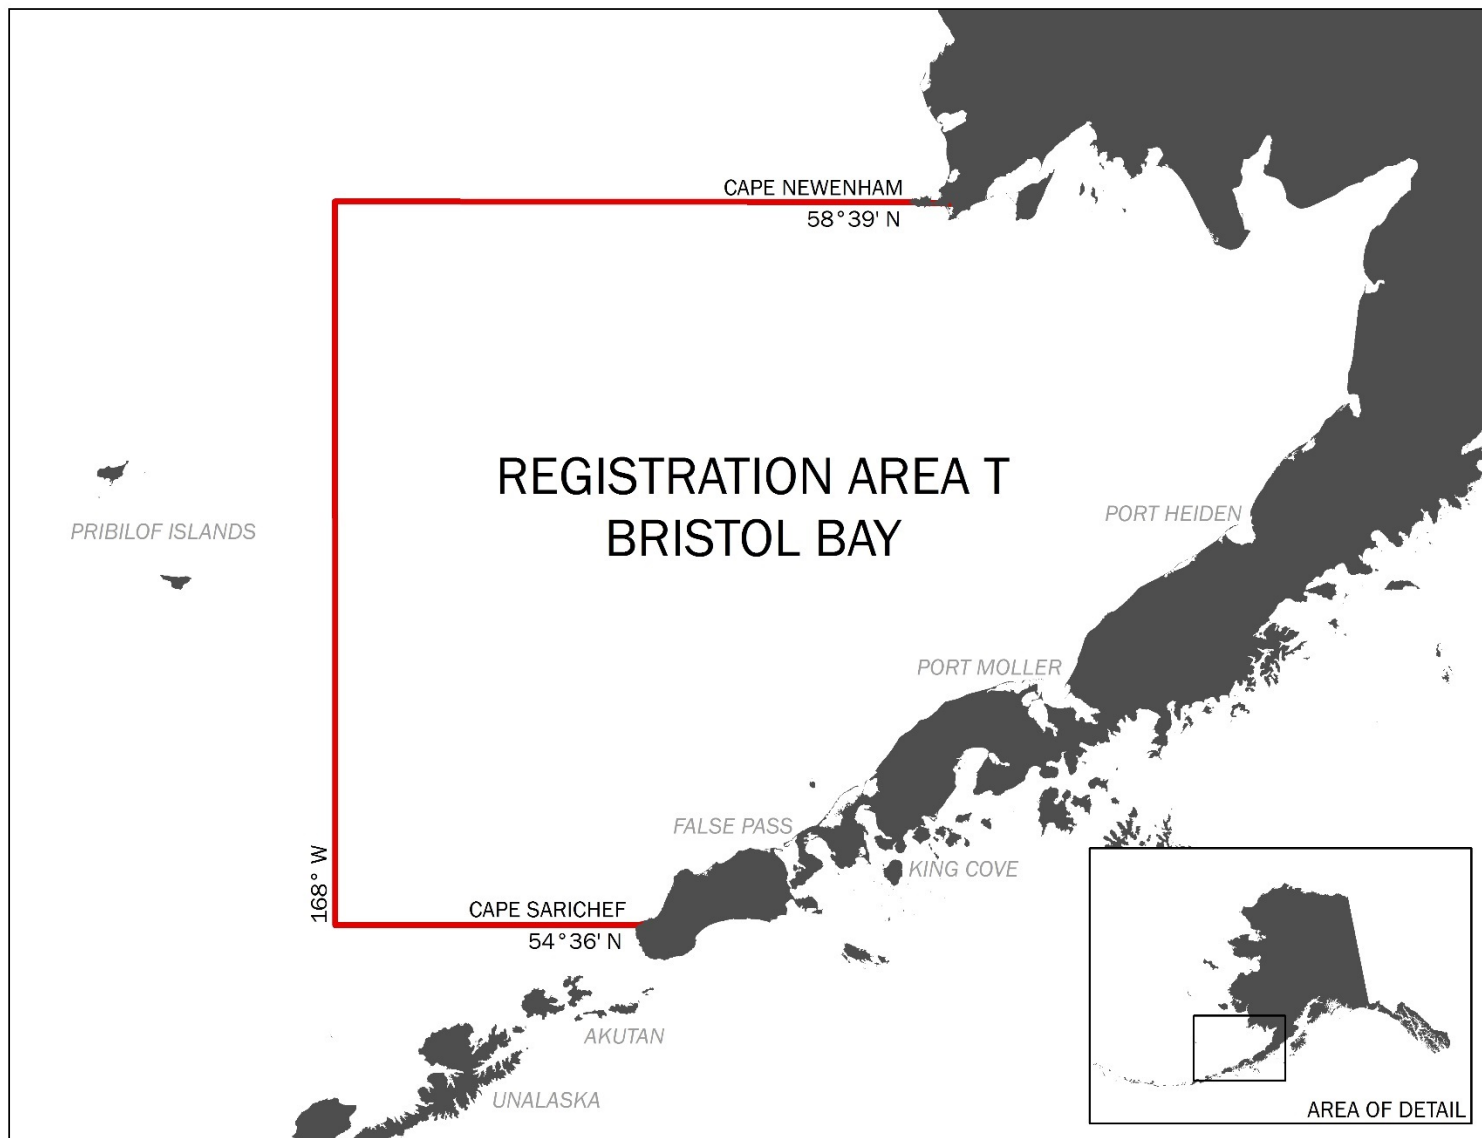 CAPE NEWENHAM
58°39' N
REGISTRATION AREA T
BRISTOL BAY
PRIBILOF ISLANDS
PORT HEIDEN
PORT MOLLER
FALSE PASS
KING COVE
168° W
CAPE SARICHEF
54°36' N
AKUTAN
UNALASKA
AREA OF DETAIL